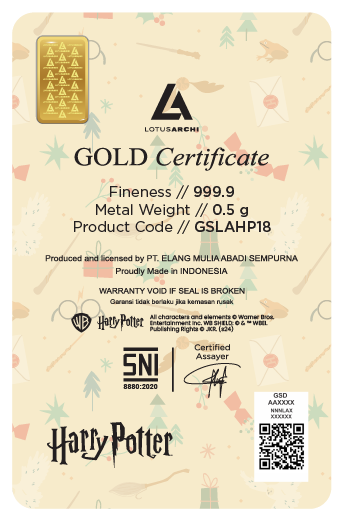 LOTUSARCHI
GOLD Certificate
Fineness // 999.9
Metal Weight // 0.5 g
Product Code // GSLAHP18
Produced and licensed by PT. ELANG MULIA ABADI SEMPURNA
Proudly Made in INDONESIA
WARRANTY VOID IF SEAL IS BROKEN
Garansi tidak berlaku jika kemasan rusak
WB Harry Potter
All characters and elements © Warner Bros.
Entertainment Inc. WB SHIELD: © & ™ WBEI.
Publishing Rights © JKR. (s24)
SNI
8880:2020
Certified
Assayer
Harry Potter
GSD
AAXXXX
NNNLAX
XXXXXX